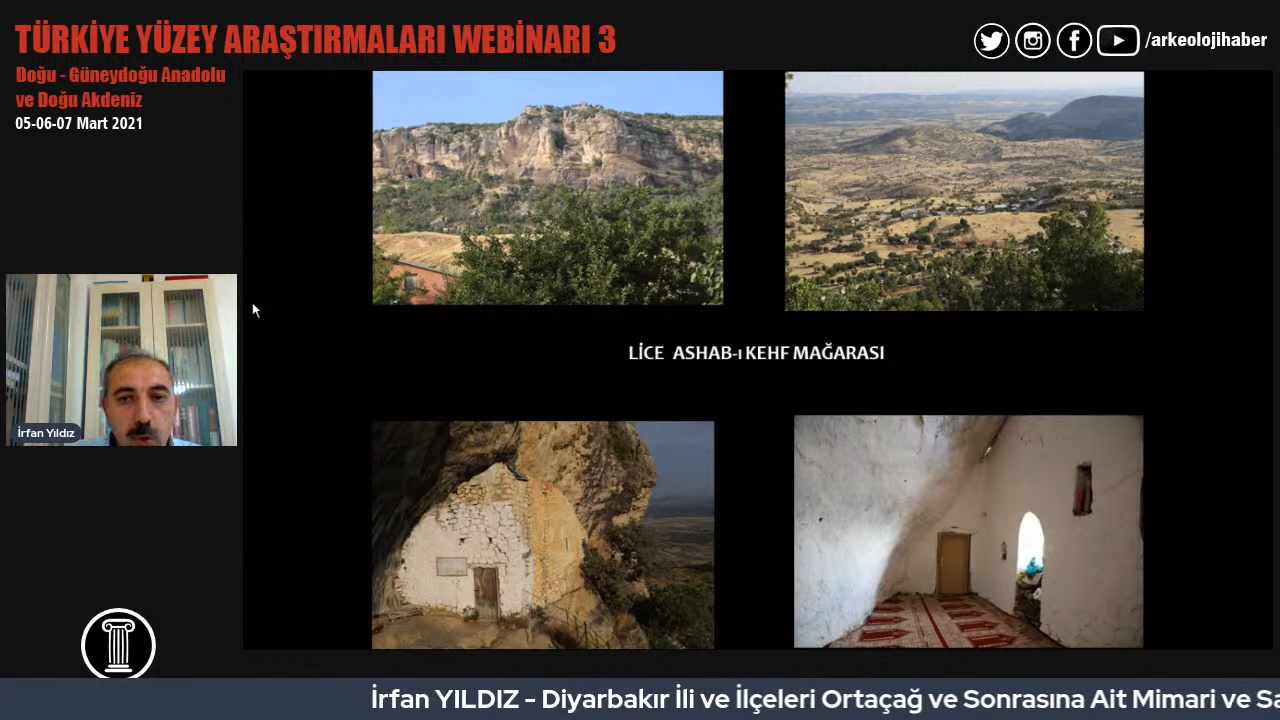 TÜRKİYE YÜZEY ARAŞTIRMALARI WEBİNARI 3
/arkeolojihaber
Doğu - Güneydoğu Anadolu
ve Doğu Akdeniz
05-06-07 Mart 2021
LİCE ASHAB-ı KEHF MAĞARASI
İrfan Yıldız
İrfan YILDIZ - Diyarbakır İli ve İlçeleri Ortaçağ ve Sonrasına Ait Mimari ve Sa